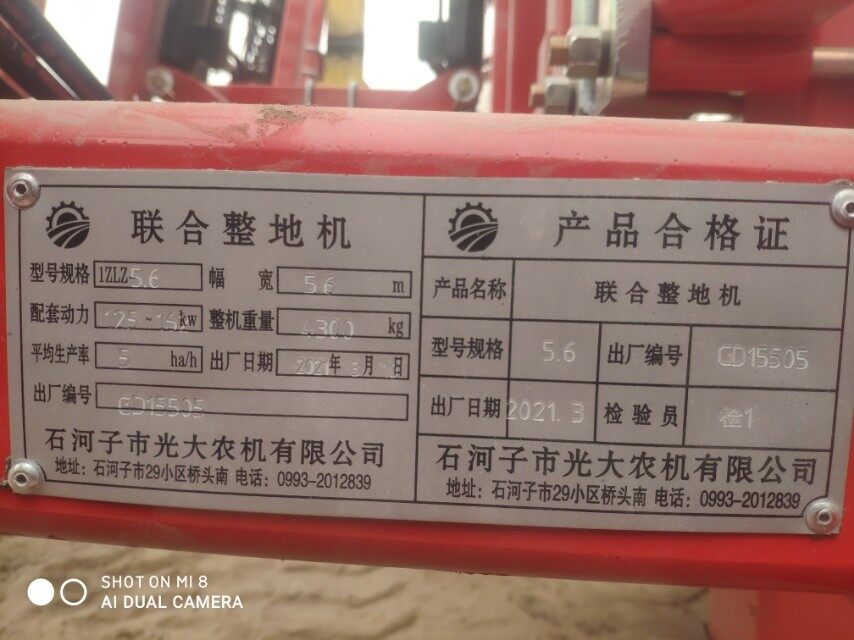 联合整地机
型号规格 1ZLZ-5.6 幅 宽 5.6 m
配套动力 125~160kw 整机重量 4300 kg
平均生产率 5 ha/h 出厂日期 2021年 3月 日
出厂编号 GD15505
石河子市光大农机有限公司
地址: 石河子市29小区桥头南 电话: 0993-2012839
产品合格证
产品名称 联合整地机
型号规格 5.6 出厂编号 GD15505
出厂日期 2021.3 检验员 检1
石河子市光大农机有限公司
地址: 石河子市29小区桥头南 电话: 0993-2012839
SHOT ON MI 8
AI DUAL CAMERA